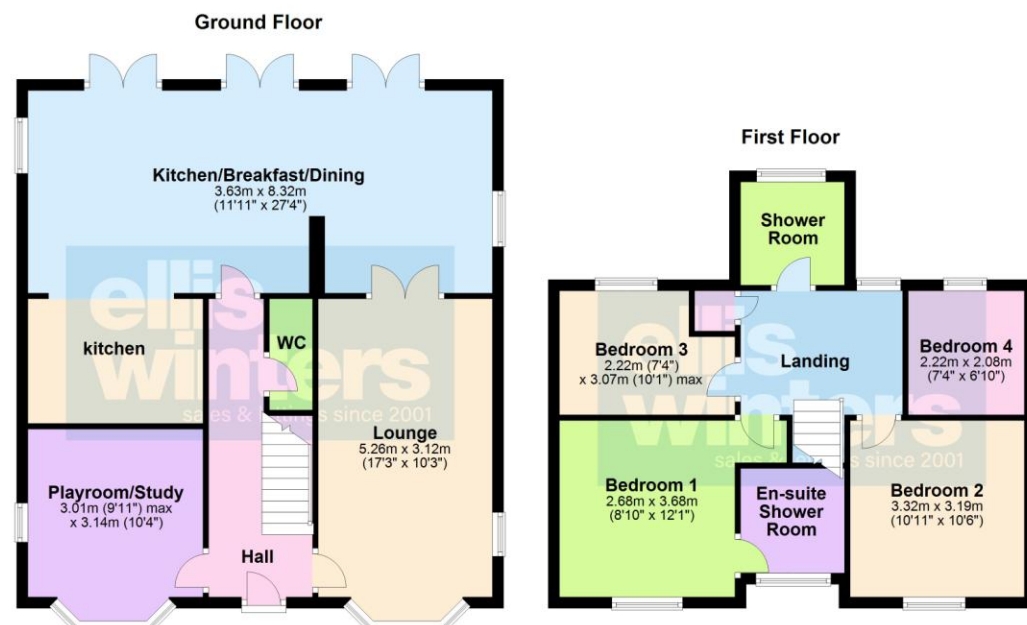 Ground Floor
Kitchen/Breakfast/Dining
3.63m x 8.32m
(11'11" x 27'4")
kitchen
WC
Lounge
5.26m x 3.12m
(17'3" x 10'3")
Playroom/Study
3.01m (9'11") max
x 3.14m (10'4")
Hall
ellis
winters
sales & lettings since 2001
First Floor
Shower
Room
Bedroom 3
2.22m (7'4")
x 3.07m (10'1") max
Landing
Bedroom 4
2.22m x 2.08m
(7'4" x 6'10")
Bedroom 1
2.68m x 3.68m
(8'10" x 12'1")
En-suite
Shower
Room
Bedroom 2
3.32m x 3.19m
(10'11" x 10'6")
ellis
winters
sales & lettings since 2001